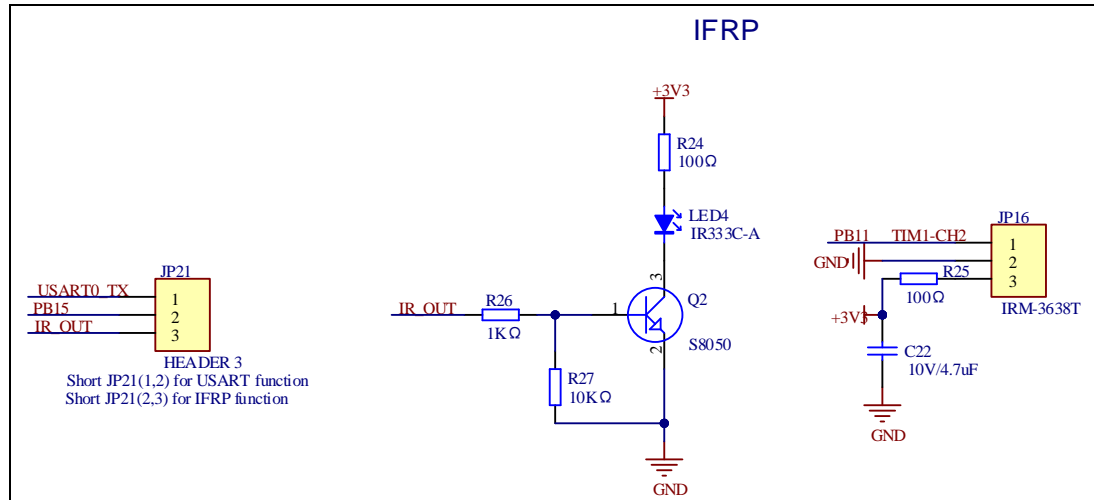 IFRP
+3V3
R24
100Ω
LED4
IR333C-A
3
Q2
1
S8050
2
IR_OUT
R26
1KΩ
R27
10KΩ
GND
JP21
USART0_TX
1
PB15
2
IR_OUT
3
HEADER 3
Short JP21(1,2) for USART function
Short JP21(2,3) for IFRP function
JP16
PB11 TIM1-CH2
1
GND
2
R25
3
100Ω
IRM-3638T
+3V3
C22
10V/4.7uF
GND